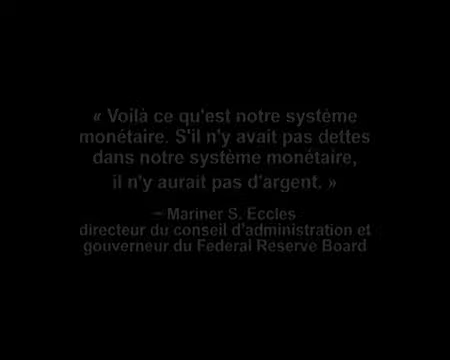 « Voilà ce qu'est notre système
monétaire. S'il n'y avait pas dettes
dans notre système monétaire,
il n'y aurait pas d'argent. »
– Mariner S. Eccles
directeur du conseil d'administration et
gouverneur du Federal Reserve Board